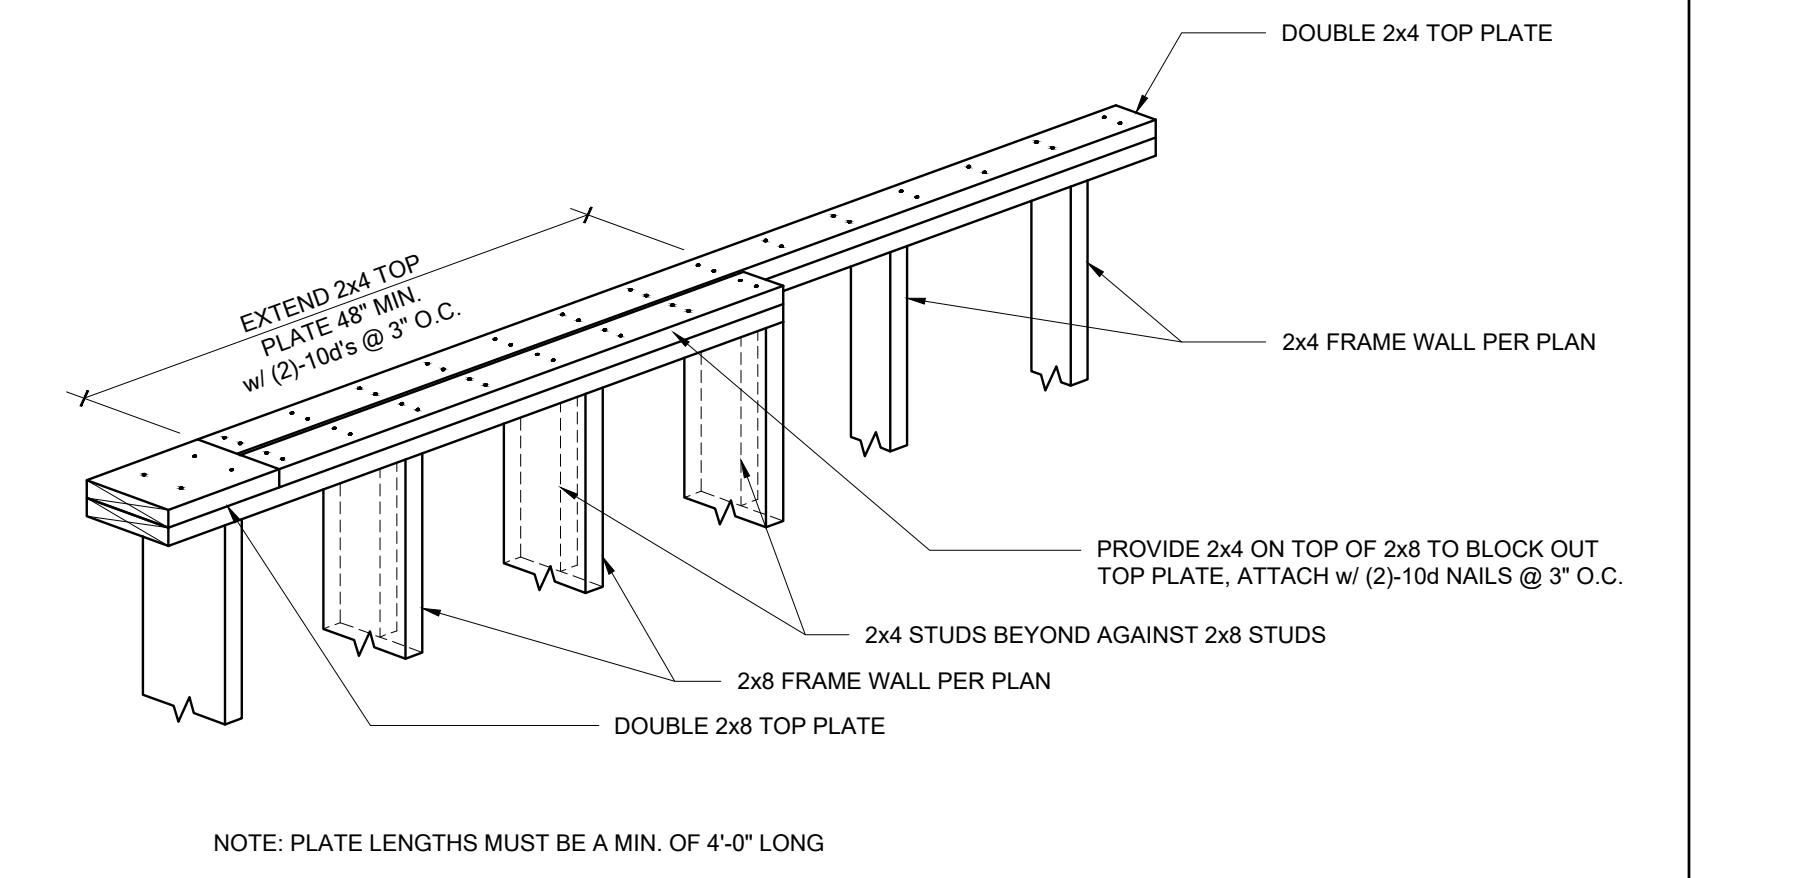 DOUBLE 2x4 TOP PLATE
EXTEND 2x4 TOP
PLATE 48" MIN.
w/ (2)-10d's @ 3" O.C.
2x4 FRAME WALL PER PLAN
PROVIDE 2x4 ON TOP OF 2x8 TO BLOCK OUT
TOP PLATE, ATTACH w/ (2)-10d NAILS @ 3" O.C.
2x4 STUDS BEYOND AGAINST 2x8 STUDS
2x8 FRAME WALL PER PLAN
DOUBLE 2x8 TOP PLATE
NOTE: PLATE LENGTHS MUST BE A MIN. OF 4'-0" LONG